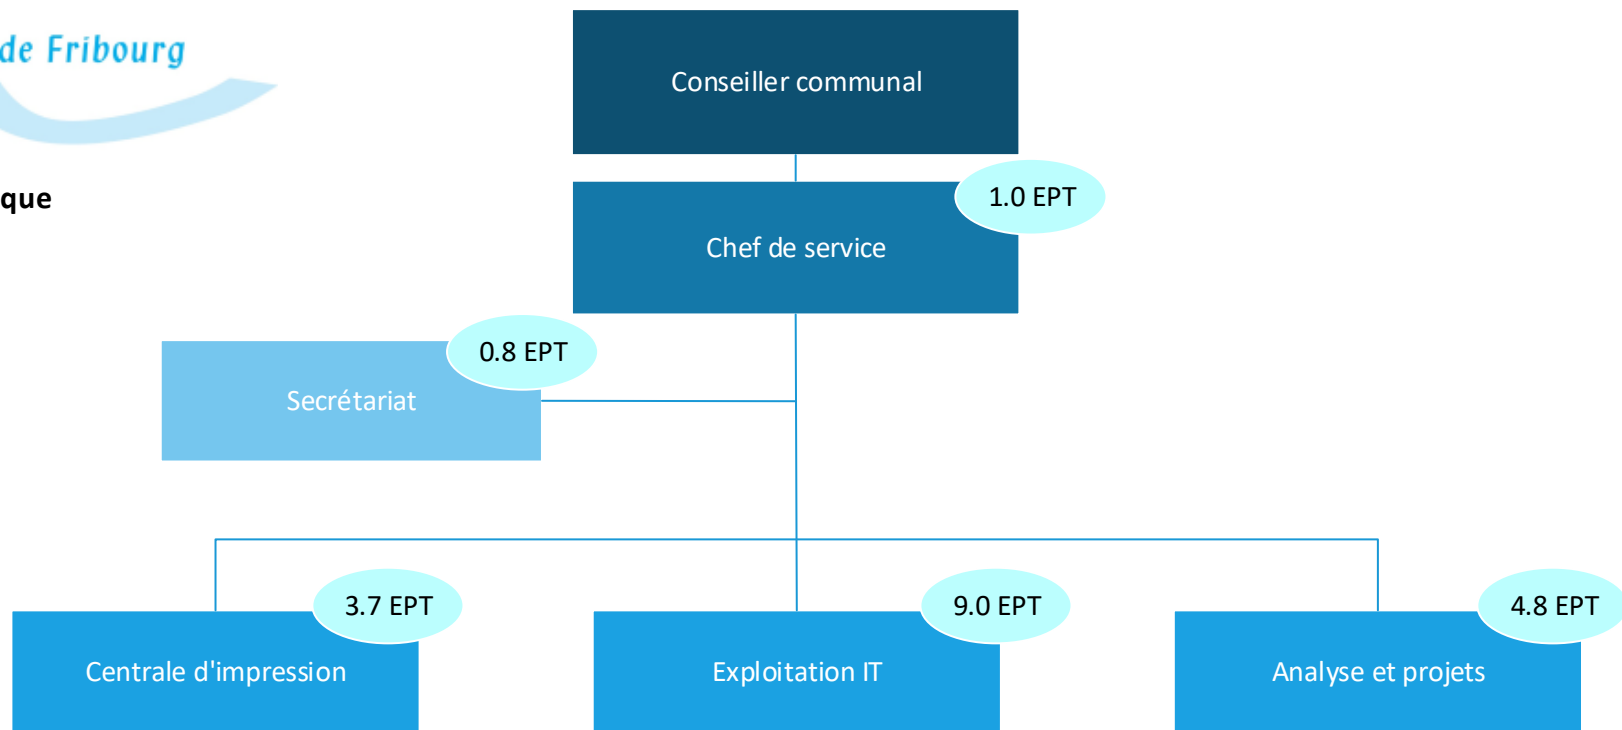 de Fribourg
Conseiller communal
que
1.0 EPT
Chef de service
0.8 EPT
Secrétariat
3.7 EPT
9.0 EPT
4.8 EPT
Centrale d'impression
Exploitation IT
Analyse et projets